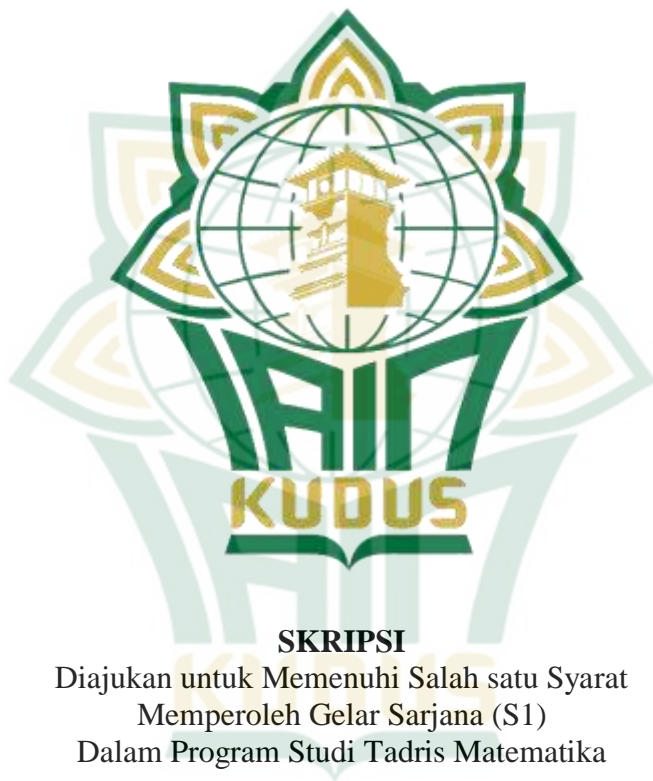 IAIN
KUDUS
SKRIPSI
Diajukan untuk Memenuhi Salah satu Syarat
Memperoleh Gelar Sarjana (S1)
Dalam Program Studi Tadris Matematika